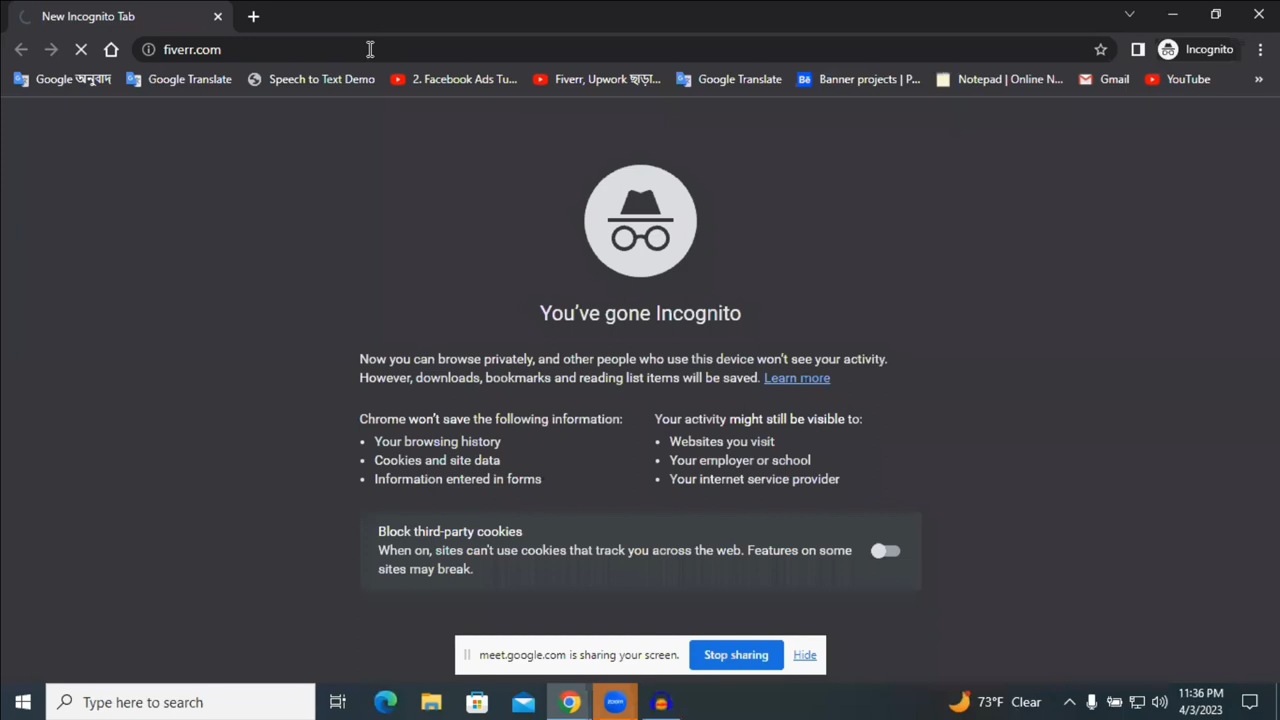 New Incognito Tab
fiverr.com
Incognito
Google অনুবাদ
Google Translate
Speech to Text Demo
2. Facebook Ads Tu...
Fiverr, Upwork ছাড়া...
Google Translate
Bē
Banner projects | P...
Notepad | Online N...
Gmail
YouTube
You've gone Incognito
Now you can browse privately, and other people who use this device won't see your activity.
However, downloads, bookmarks and reading list items will be saved. Learn more
Chrome won't save the following information:
• Your browsing history
• Cookies and site data
• Information entered in forms
Your activity might still be visible to:
• Websites you visit
• Your employer or school
• Your internet service provider
Block third-party cookies
When on, sites can't use cookies that track you across the web. Features on some
sites may break.
meet.google.com is sharing your screen.
Stop sharing
Hide
Type here to search
zoom
73°F Clear
11:36 PM
4/3/2023